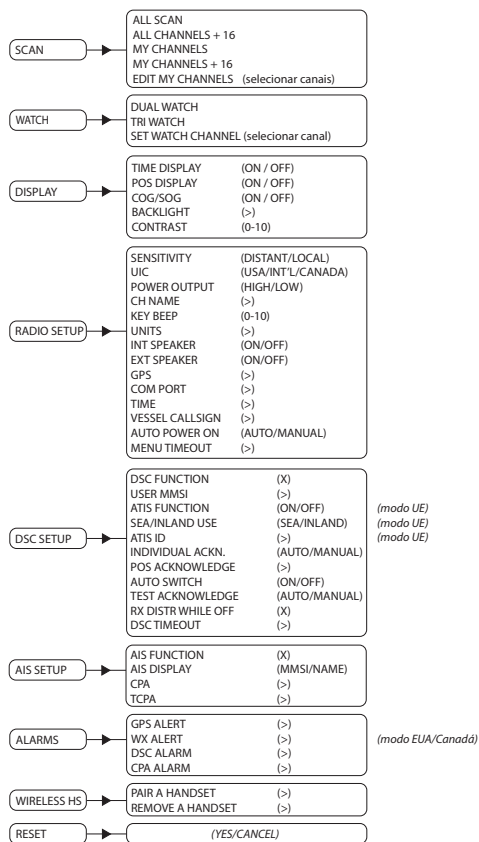 SCAN
ALL SCAN
ALL CHANNELS + 16
MY CHANNELS
MY CHANNELS + 16
EDIT MY CHANNELS (selecionar canais)
WATCH
DUAL WATCH
TRI WATCH
SET WATCH CHANNEL (selecionar canal)
DISPLAY
TIME DISPLAY (ON / OFF)
POS DISPLAY (ON / OFF)
COG/SOG (ON / OFF)
BACKLIGHT (>)
CONTRAST (0-10)
RADIO SETUP
SENSITIVITY (DISTANT/LOCAL)
UIC (USA/INT'L/CANADA)
POWER OUTPUT (HIGH/LOW)
CH NAME (>)
KEY BEEP (0-10)
UNITS (>)
INT SPEAKER (ON/OFF)
EXT SPEAKER (ON/OFF)
GPS (>)
COM PORT (>)
TIME (>)
VESSEL CALLSIGN (>)
AUTO POWER ON (AUTO/MANUAL)
MENU TIMEOUT (>)
DSC SETUP
DSC FUNCTION (X)
USER MMSI (>)
ATIS FUNCTION (ON/OFF) (modo UE)
SEA/INLAND USE (SEA/INLAND) (modo UE)
ATIS ID (>) (modo UE)
INDIVIDUAL ACKN. (AUTO/MANUAL)
POS ACKNOWLEDGE (>)
AUTO SWITCH (ON/OFF)
TEST ACKNOWLEDGE (AUTO/MANUAL)
RX DISTR WHILE OFF (X)
DSC TIMEOUT (>)
AIS SETUP
AIS FUNCTION (X)
AIS DISPLAY (MMSI/NAME)
CPA (>)
TCPA (>)
ALARMS
GPS ALERT (>)
WX ALERT (>) (modo EUA/Canadá)
DSC ALARM (>)
CPA ALARM (>)
WIRELESS HS
PAIR A HANDSET (>)
REMOVE A HANDSET (>)
RESET
(YES/CANCEL)